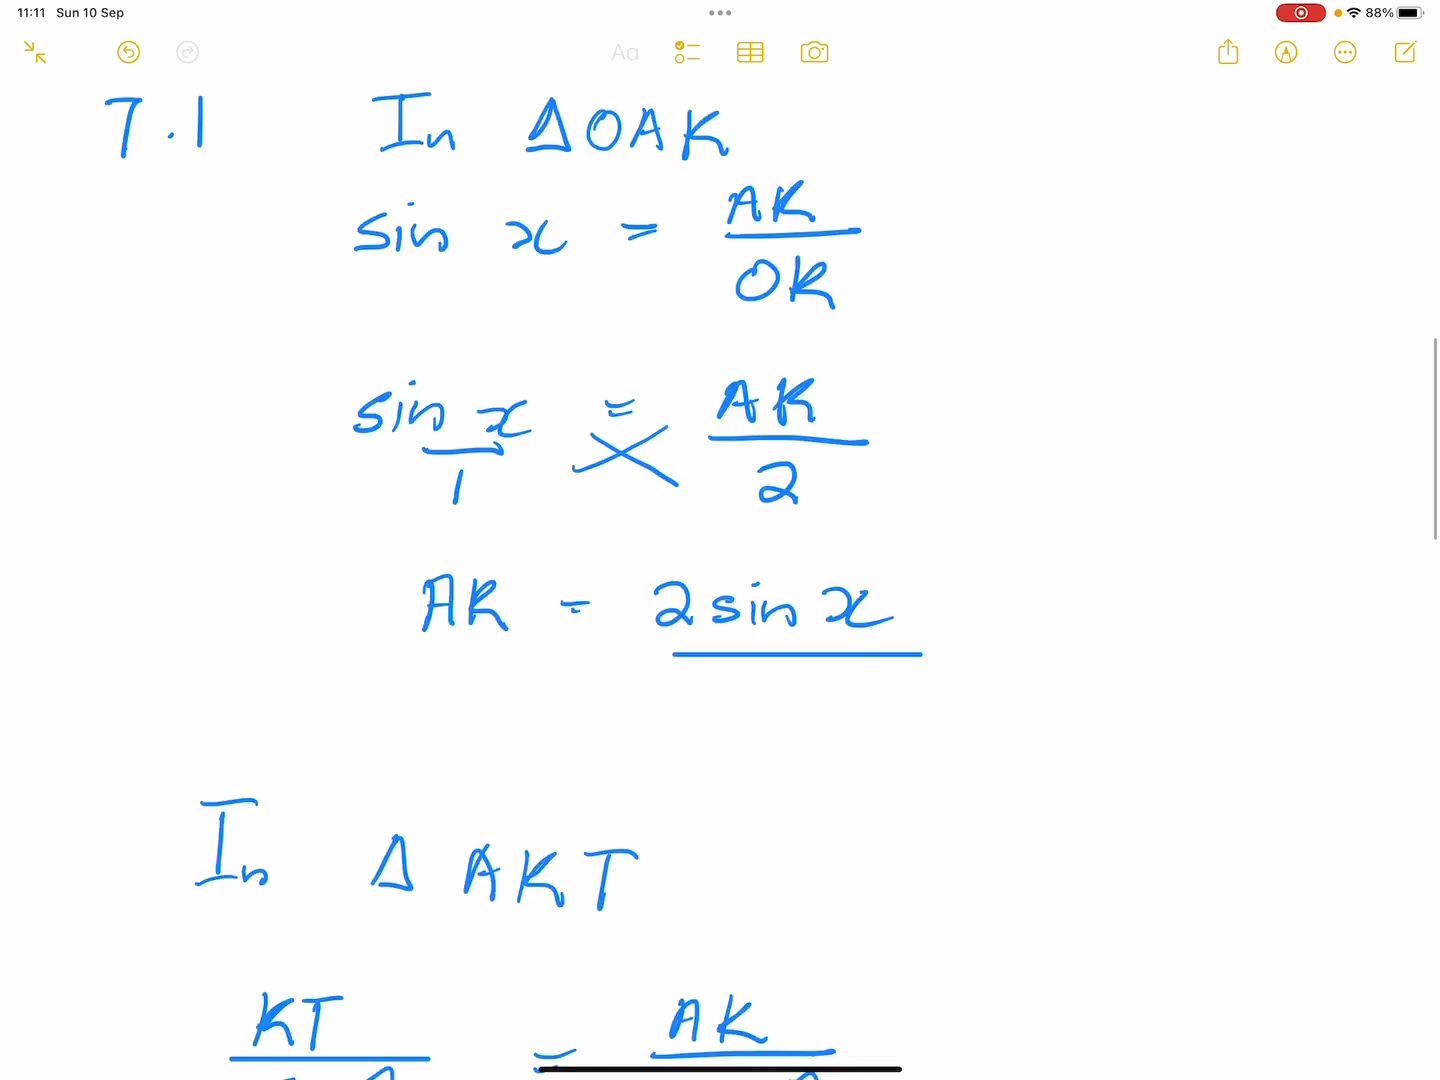 11:11 Sun 10 Sep
88%
Aa
7.1 In ΔOAK
sin x = AK/OK
sin x/1 = AK/2
AK = 2 sin x
In Δ AKT
KT = AK